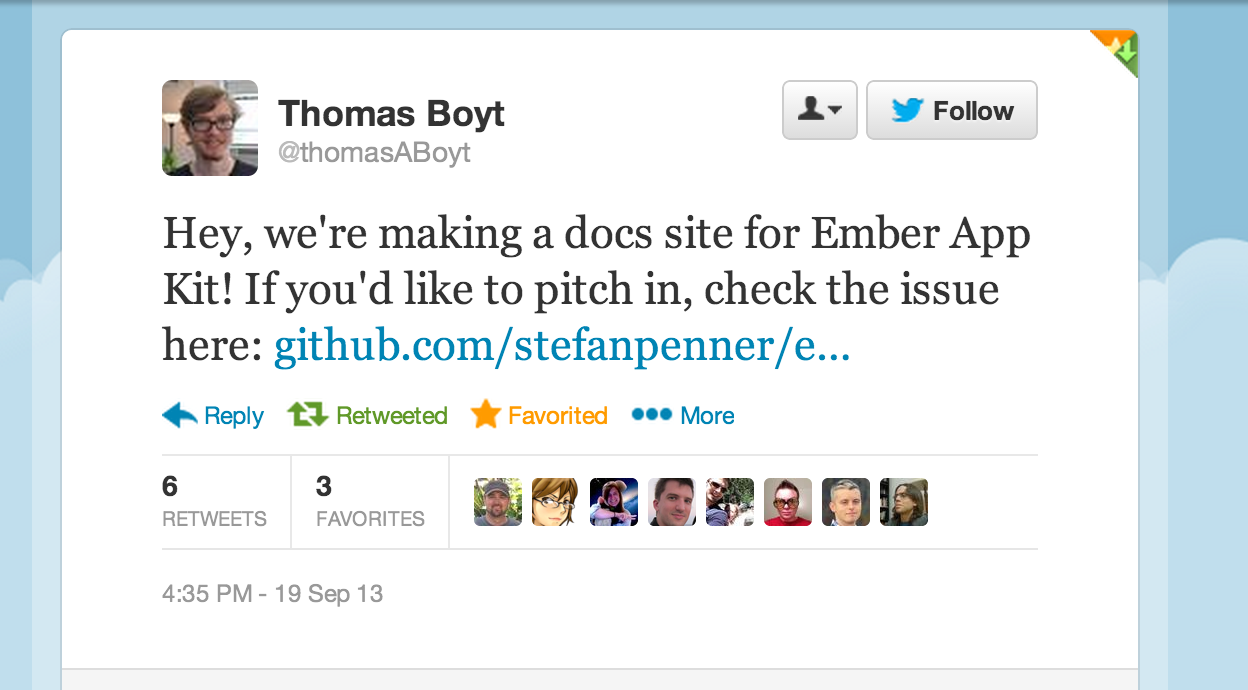 Thomas Boyt
@thomasABoyt
Follow
Hey, we're making a docs site for Ember App
Kit! If you'd like to pitch in, check the issue
here: github.com/stefanpenner/e...
Reply Retweeted Favorited More
6 3
RETWEETS FAVORITES
4:35 PM - 19 Sep 13